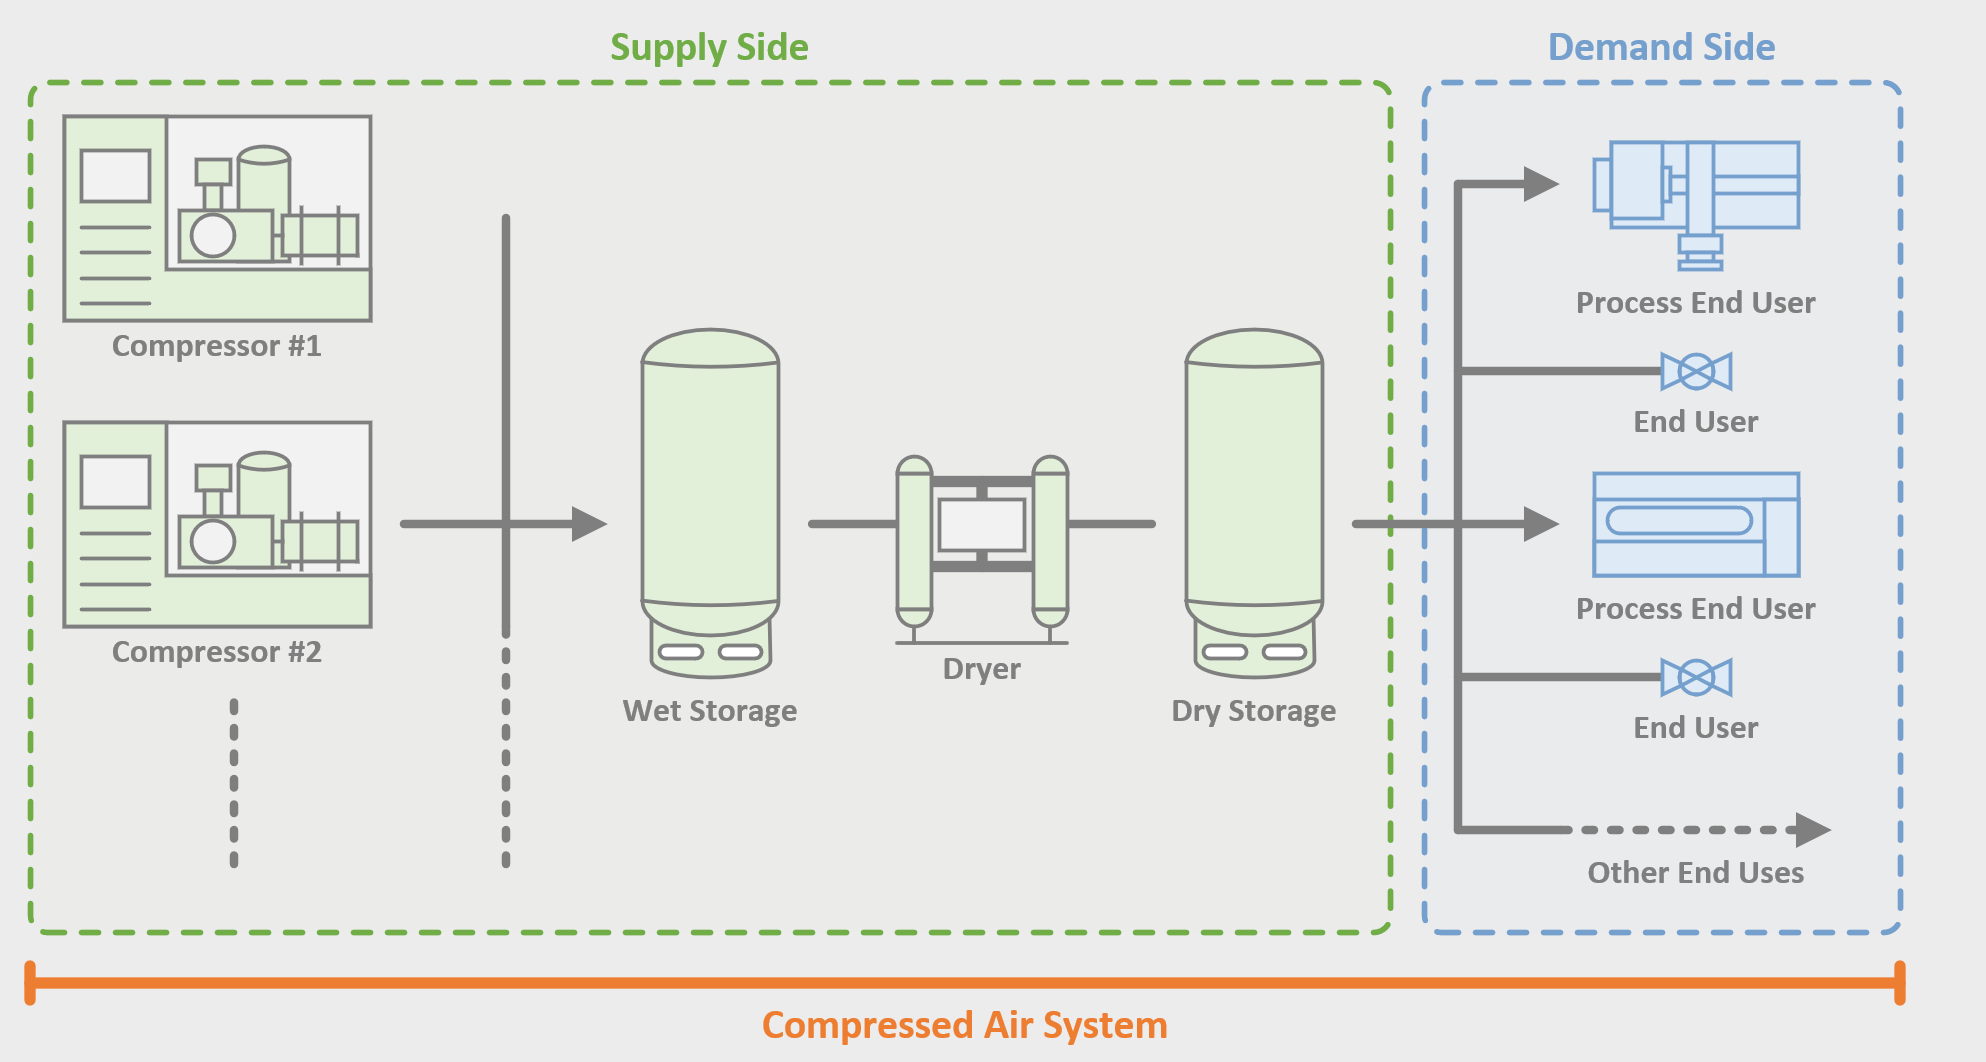 Supply Side
Demand Side
Compressor #1
Compressor #2
Wet Storage
Dryer
Dry Storage
Process End User
End User
Process End User
End User
Other End Uses
Compressed Air System